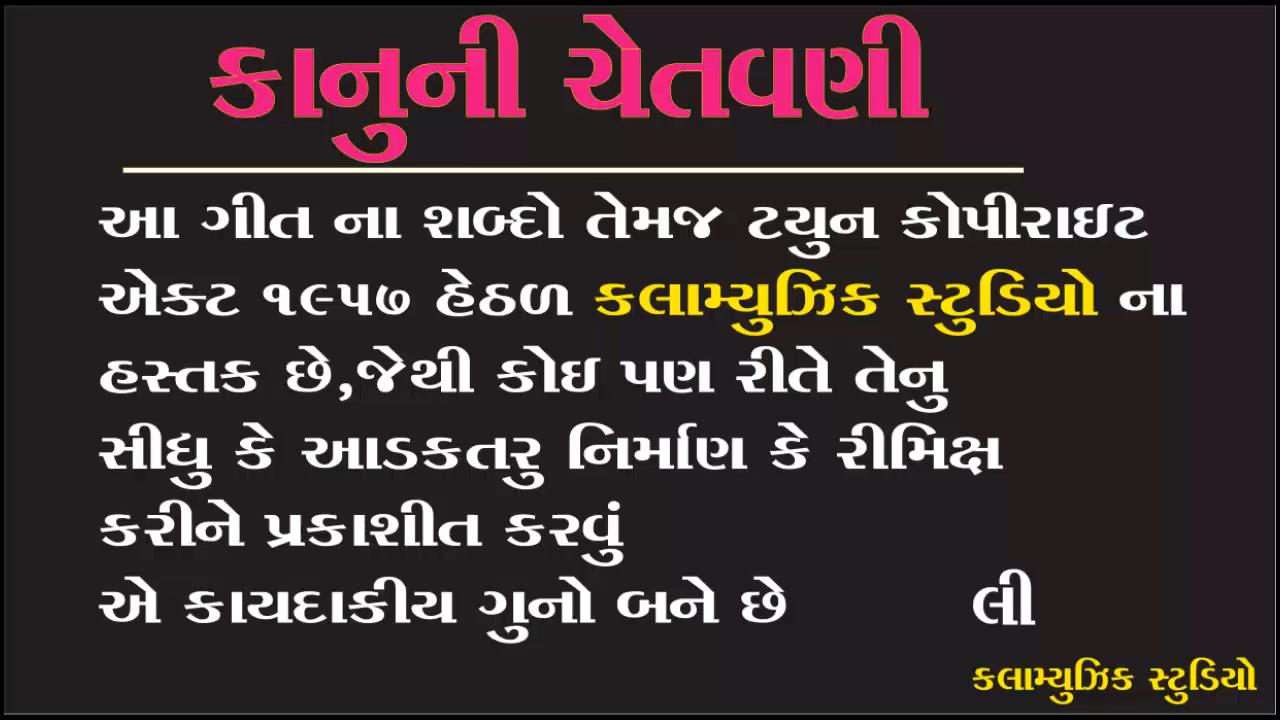 કાનુની ચેતવણી
આ ગીત ના શબ્દો તેમજ ટયુન કોપીરાઇટ
એક્ટ ૧૯૫૭ હેઠળ કલામ્યુઝિક સ્ટુડિયો ના
હસ્તક છે,જેથી કોઇ પણ રીતે તેનુ
સીધુ કે આડકતરુ નિર્માણ કે રીમિક્ષ
કરીને પ્રકાશીત કરવું
એ કાયદાકીય ગુનો બને છે લી
કલામ્યુઝિક સ્ટુડિયો